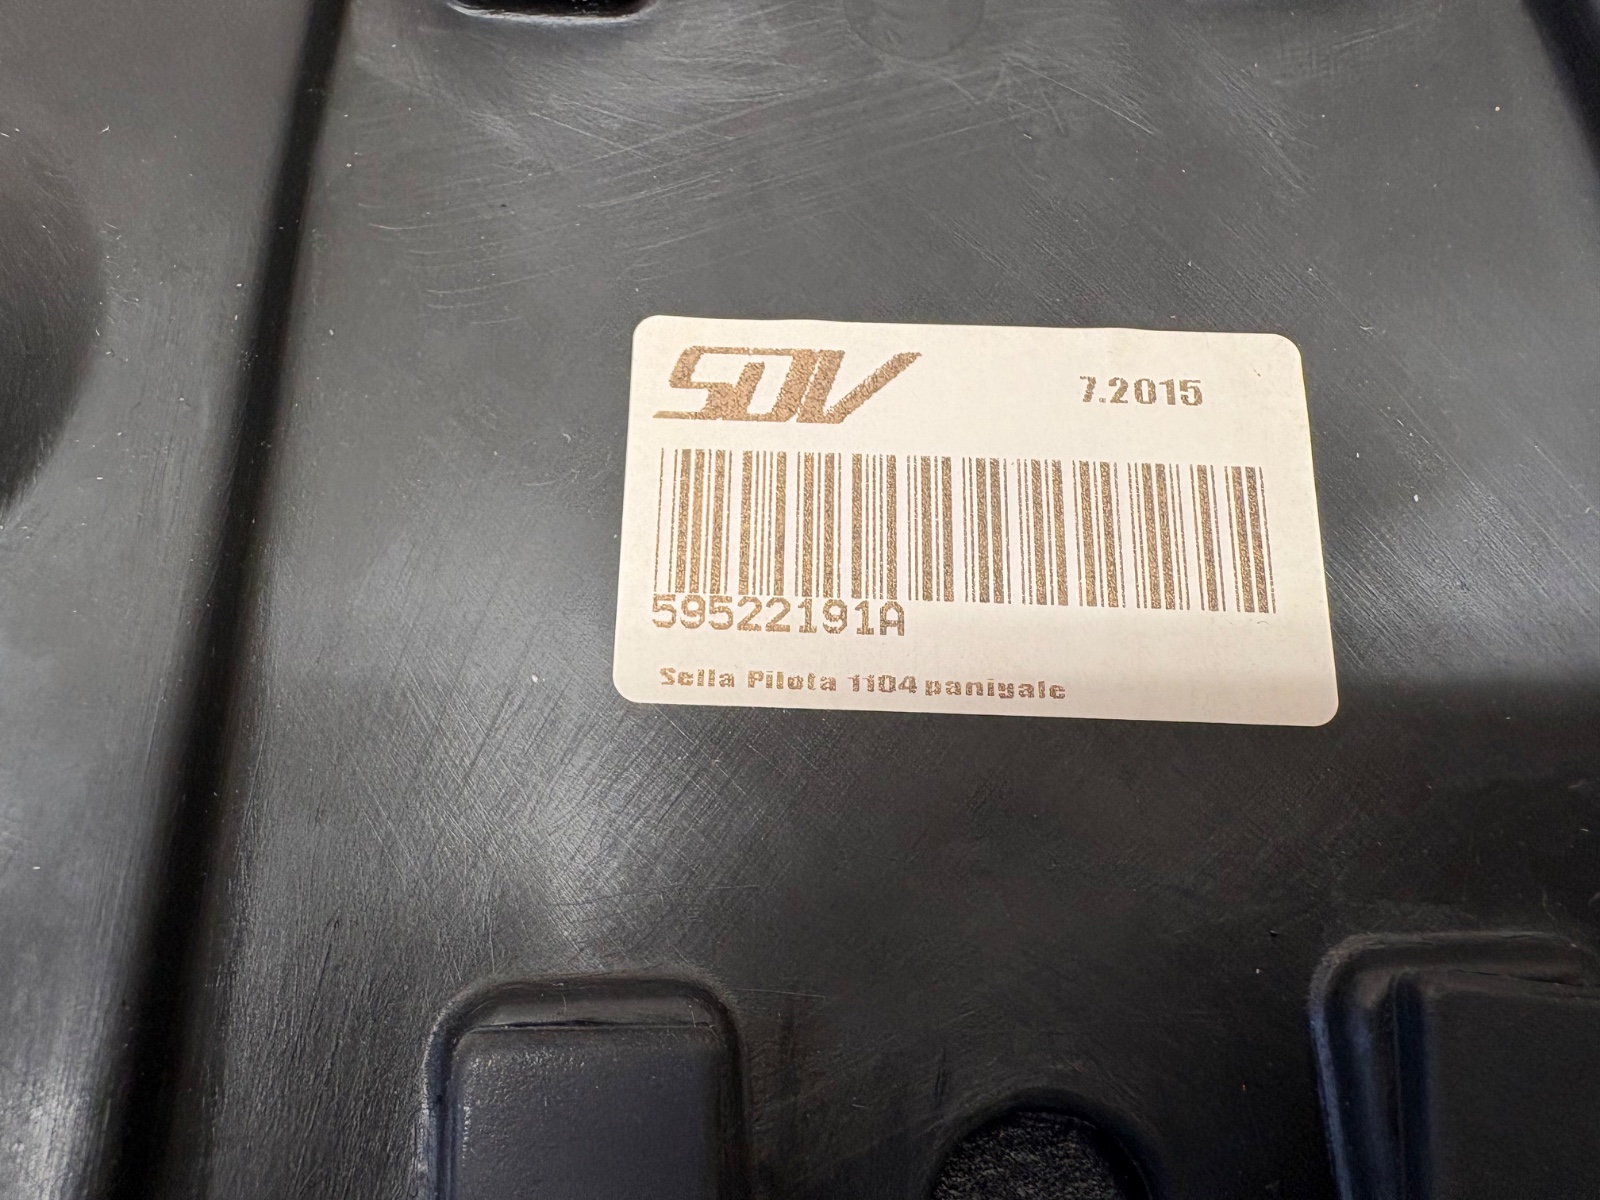 SDV
7.2015
59522191A
Sella Pilota 1104 panigale